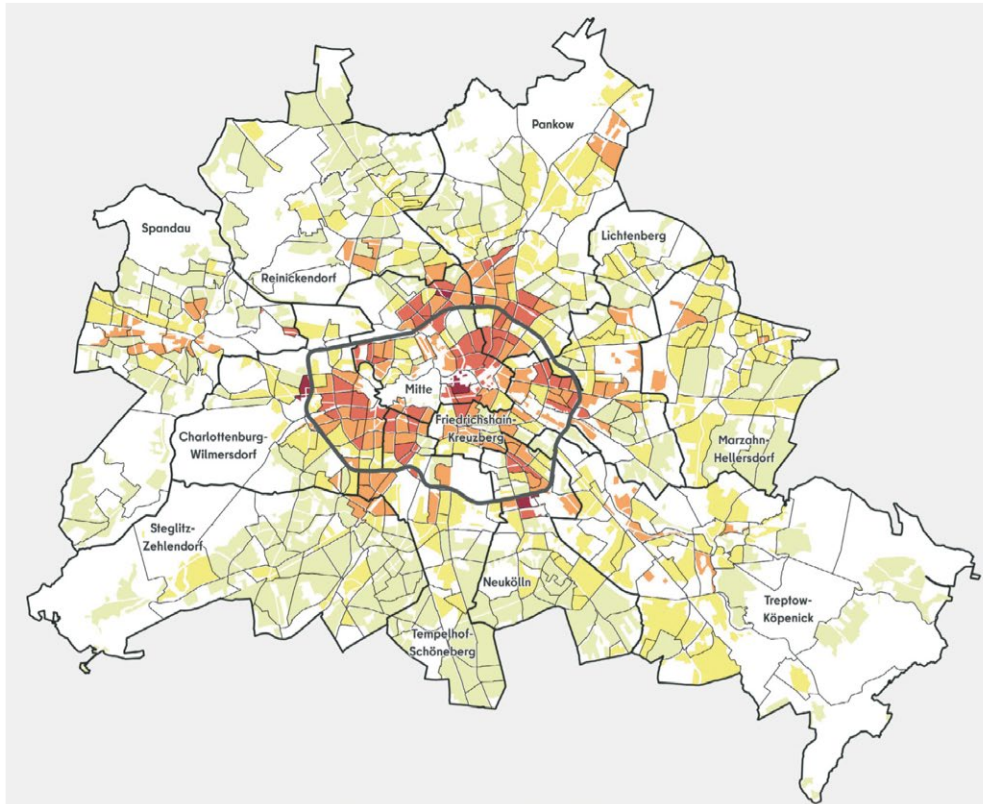 Pankow
Spandau
Lichtenberg
Reinickendorf
Mitte
Friedrichshain-
Kreuzberg
Charlottenburg-
Wilmersdorf
Marzahn-
Hellersdorf
Steglitz-
Zehlendorf
Neukölln
Treptow-
Köpenick
Tempelhof-
Schöneberg